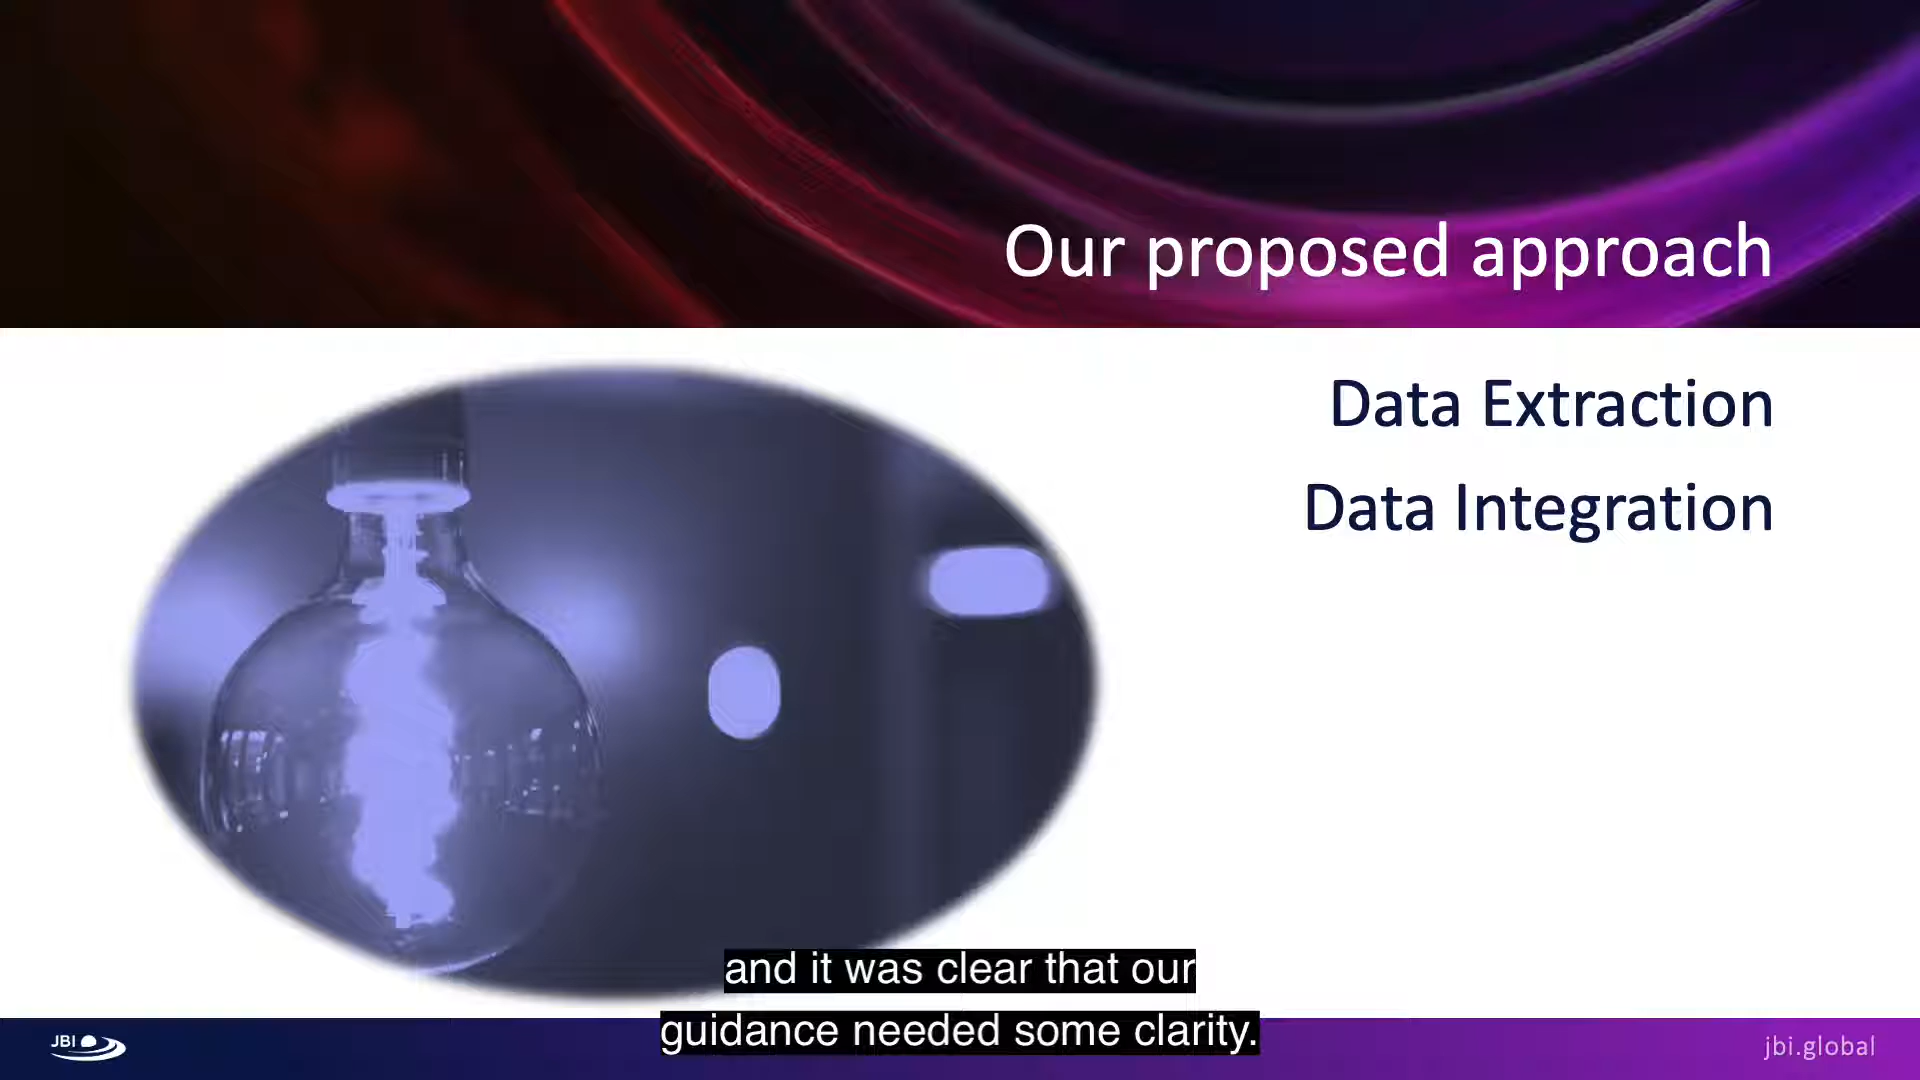 Our proposed approach
Data Extraction
Data Integration
and it was clear that our
guidance needed some clarity.
JBI
jbi.global